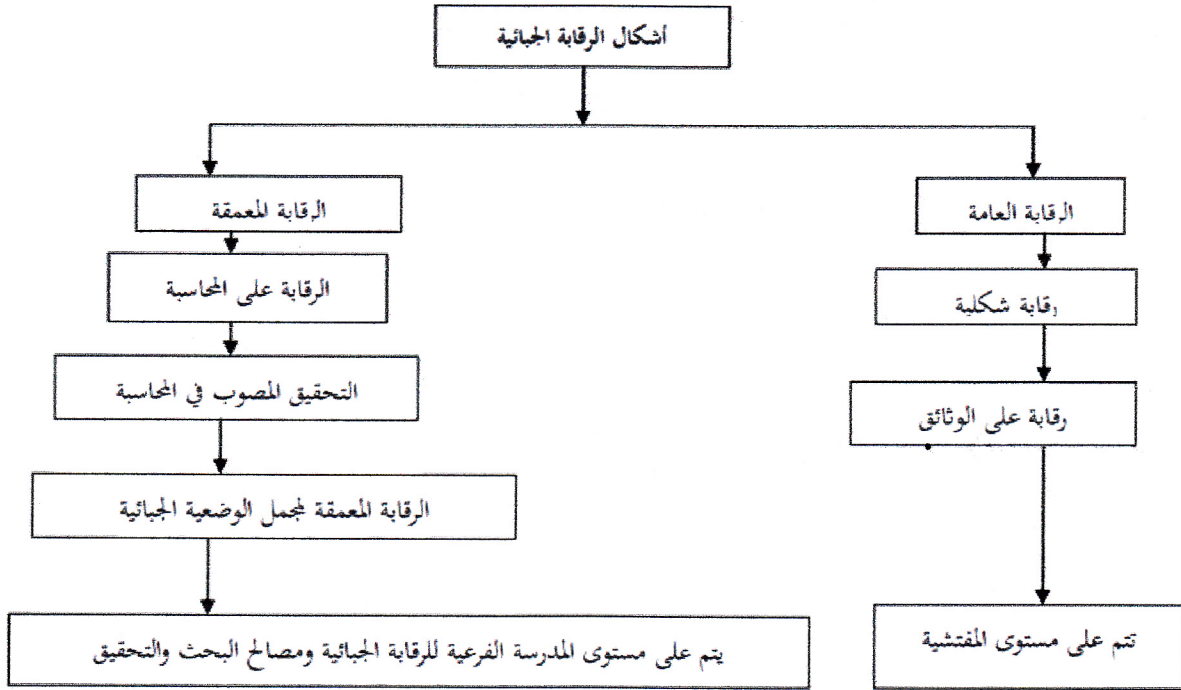 أشكال الرقابة الجبائية
الرقابة العامة
الرقابة المعمقة
رقابة شكلية
الرقابة على المحاسبة
رقابة على الوثائق
التحقيق المصوب في المحاسبة
الرقابة المعمقة لمجمل الوضعية الجبائية
تتم على مستوى المفتشية
يتم على مستوى المدرسة الفرعية للرقابة الجبائية ومصالح البحث والتحقيق